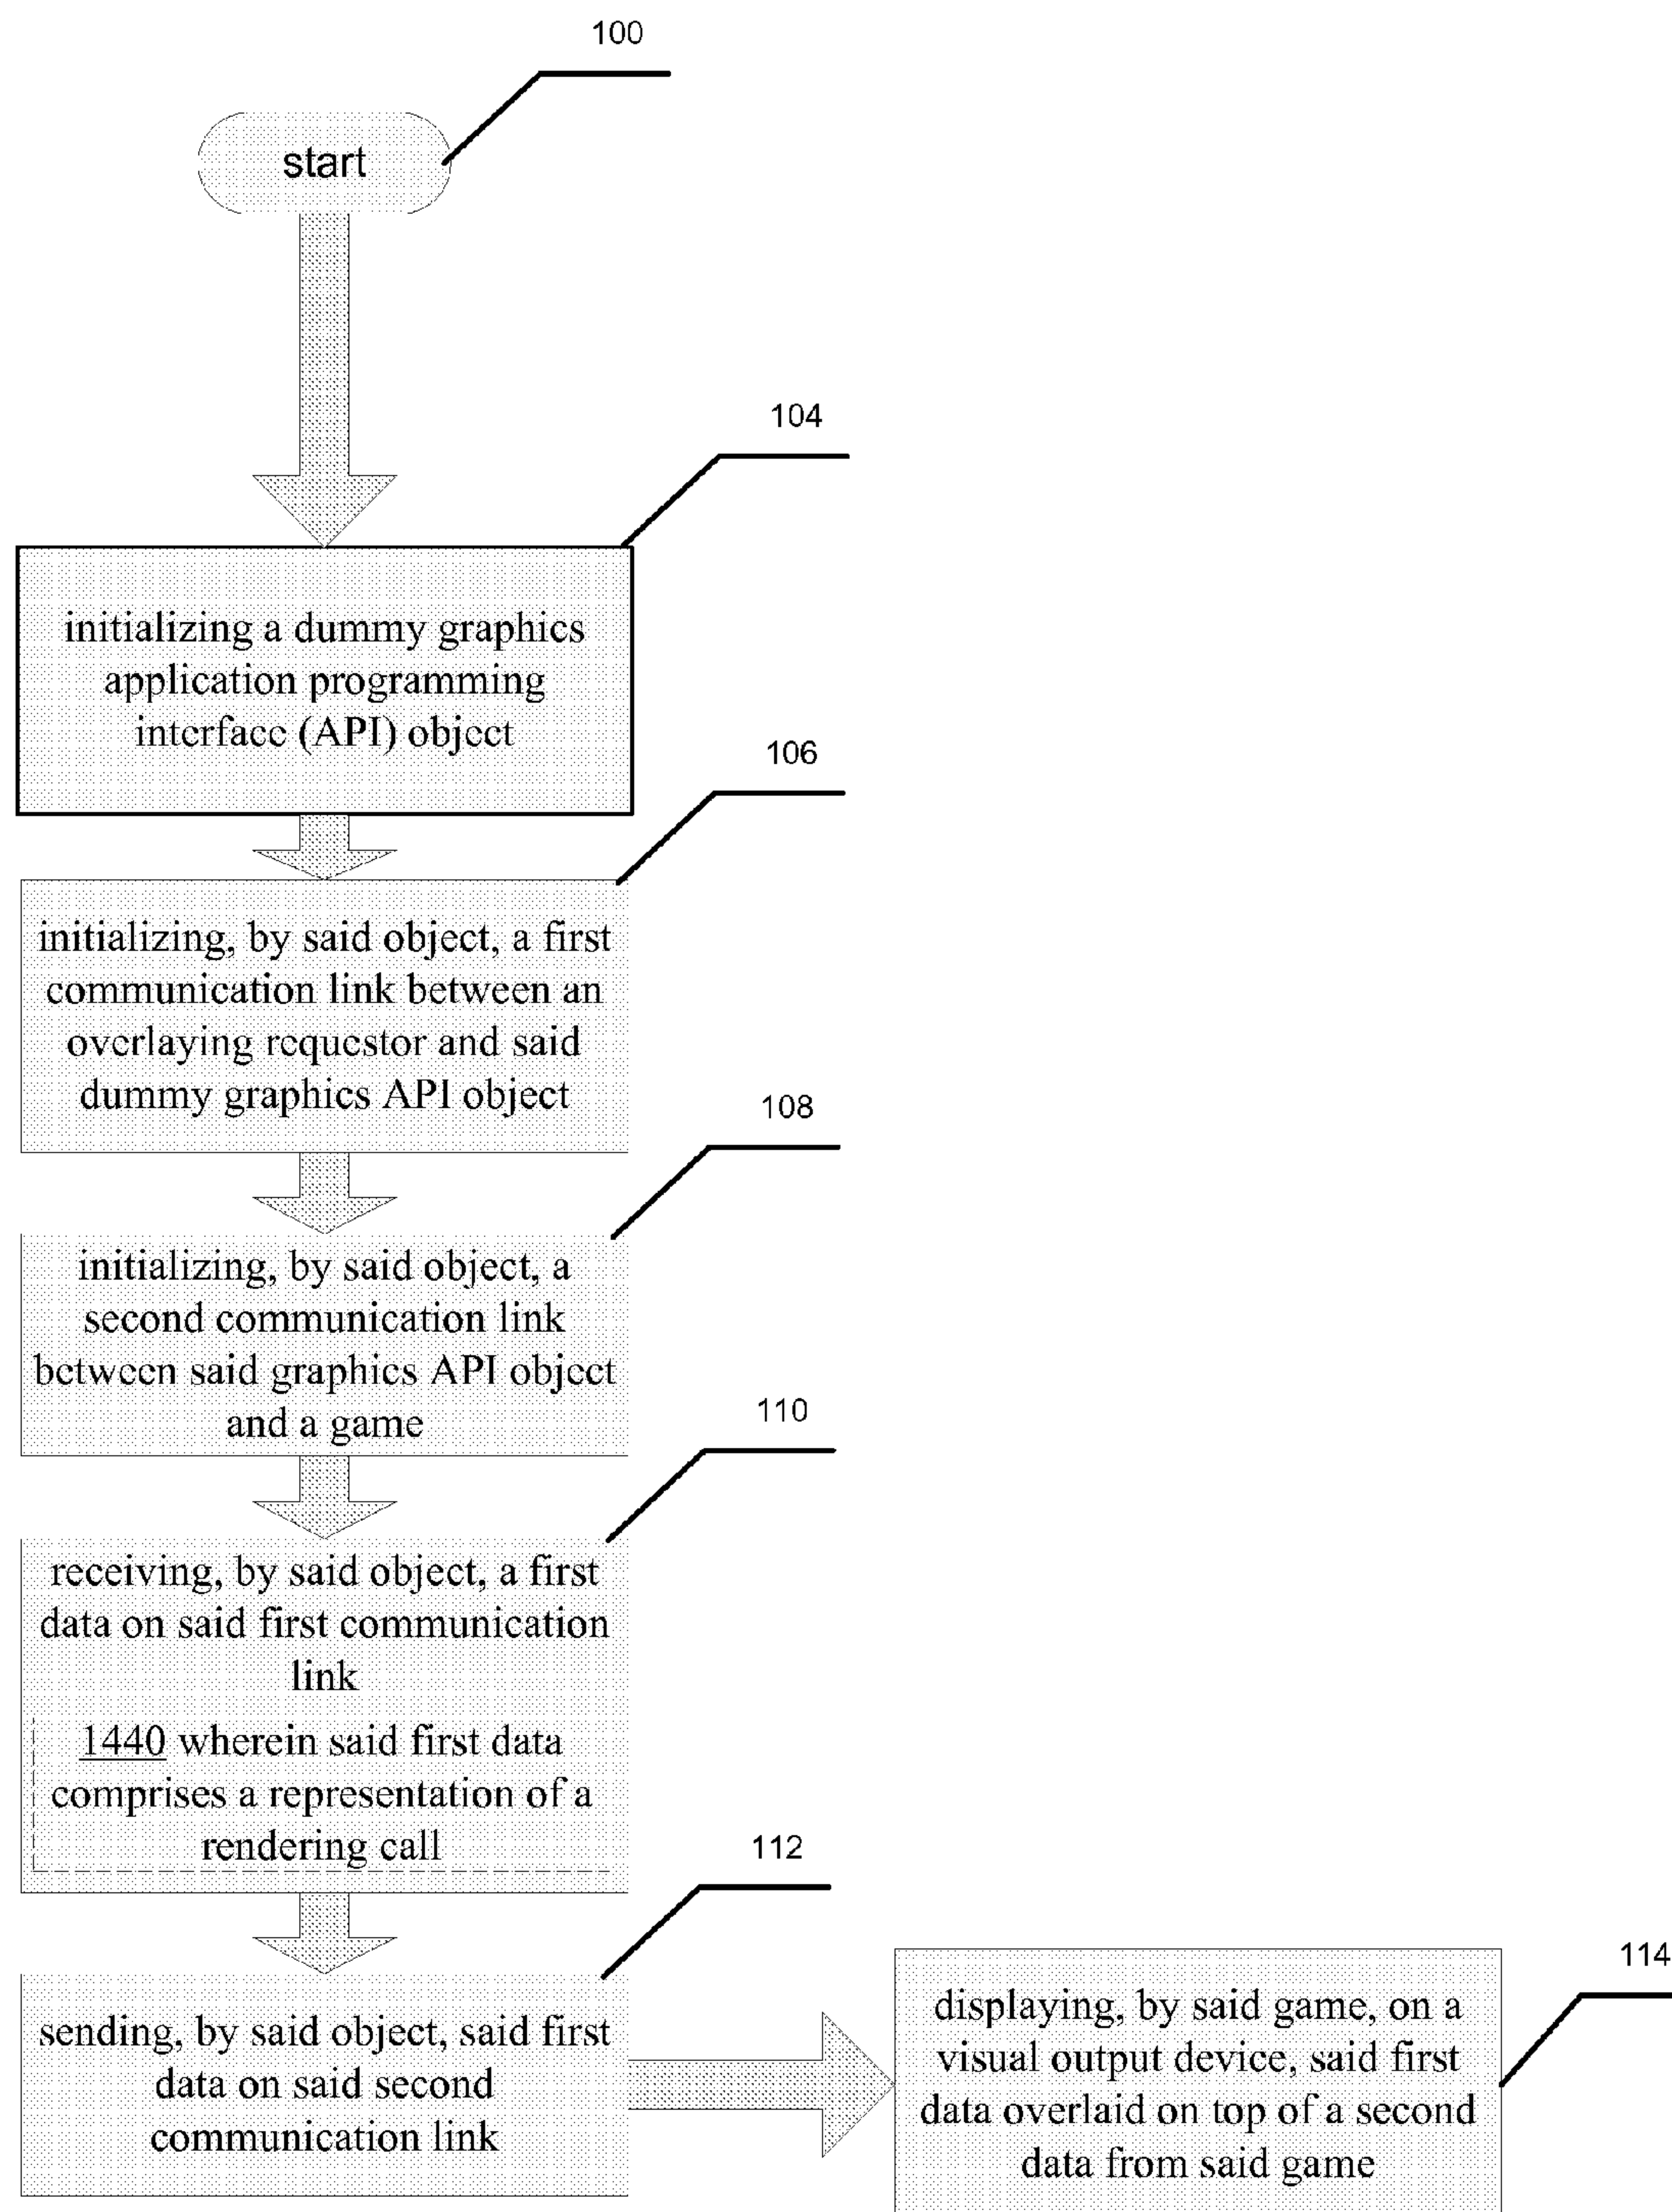 100
start
104
initializing a dummy graphics
application programming
interface (API) object
106
initializing, by said object, a first
communication link between an
overlaying requestor and said
dummy graphics API object
108
initializing, by said object, a
second communication link
between said graphics API object
and a game
110
receiving, by said object, a first
data on said first communication
link
1440 wherein said first data
comprises a representation of a
rendering call
112
sending, by said object, said first
data on said second
communication link
114
displaying, by said game, on a
visual output device, said first
data overlaid on top of a second
data from said game